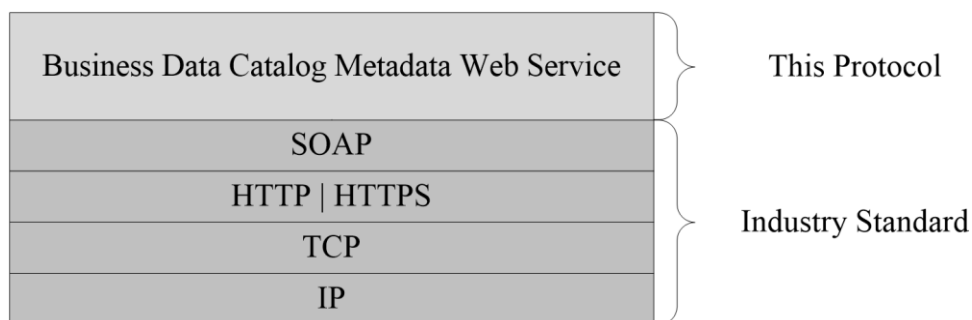 Business Data Catalog Metadata Web Service
This Protocol
SOAP
HTTP | HTTPS
TCP
Industry Standard
IP